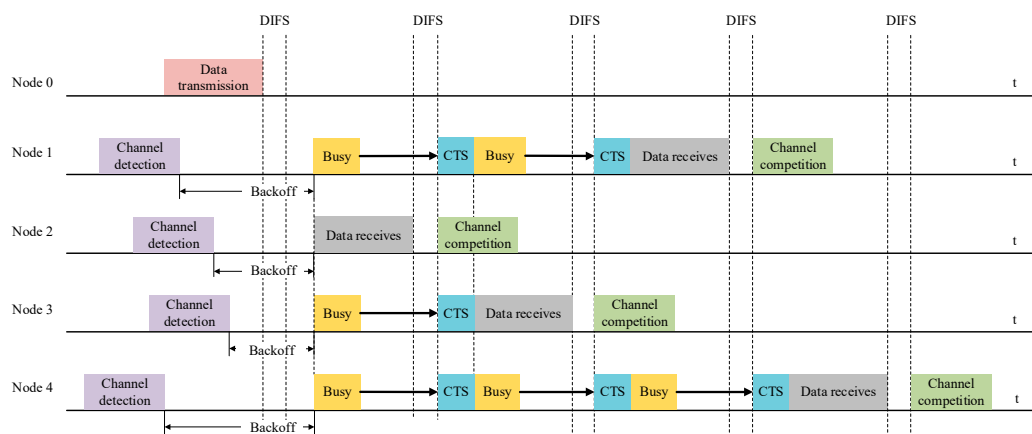 DIFS DIFS DIFS DIFS DIFS
Node 0
Data
transmission
t
Node 1
Channel
detection
Busy
CTS
Busy
CTS
Data receives
Channel
competition
t
Backoff
Node 2
Channel
detection
Data receives
Channel
competition
t
Backoff
Node 3
Channel
detection
Busy
CTS
Data receives
Channel
competition
t
Backoff
Node 4
Channel
detection
Busy
CTS
Busy
CTS
Busy
CTS
Data receives
Channel
competition
t
Backoff